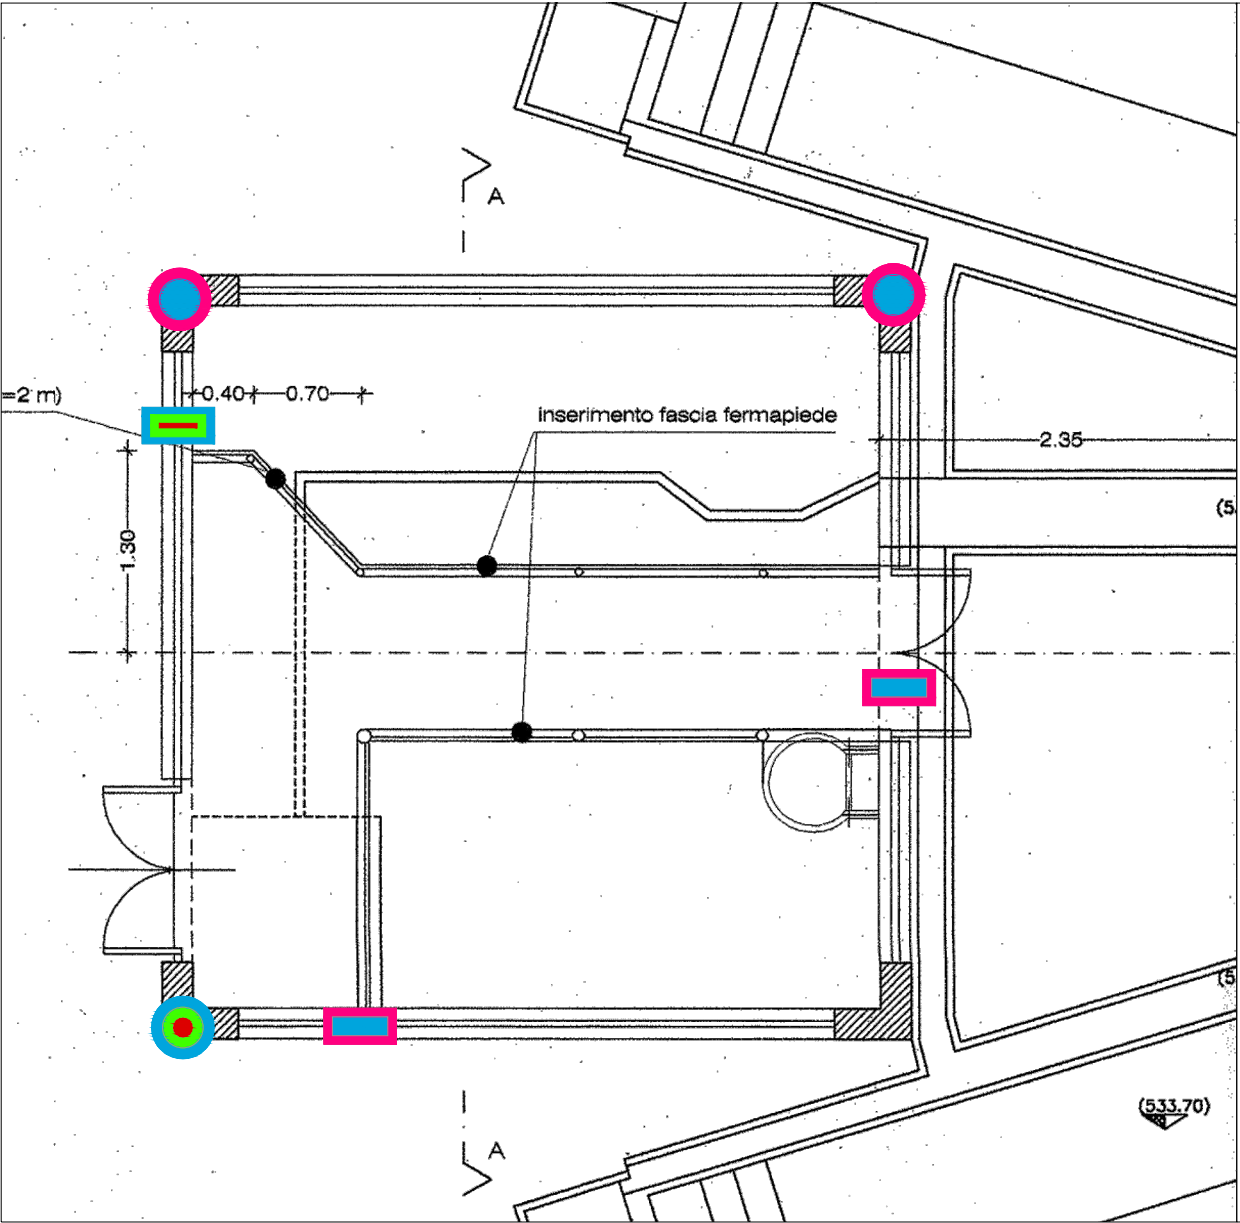 A
=2 m)
0.40
0.70
inserimento fascia fermapiede
2.35
(5
1.30
(5
(533.70)
A